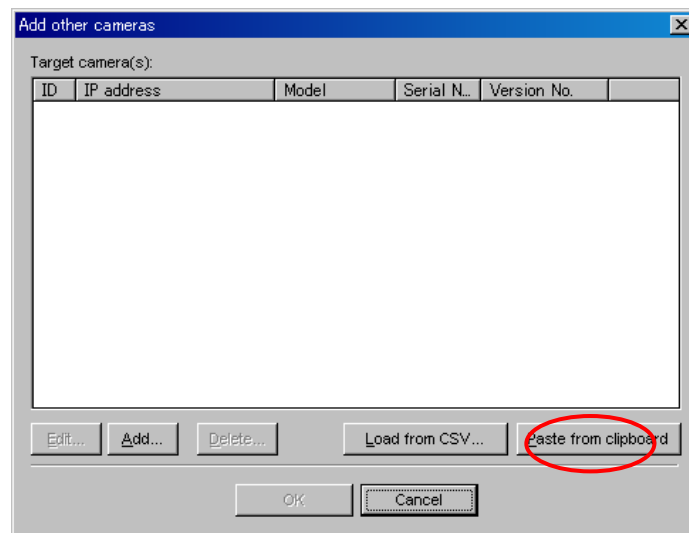 Add other cameras
Target camera(s):
ID IP address Model Serial N... Version No.
Edit... Add... Delete... Load from CSV... Paste from clipboard
OK Cancel